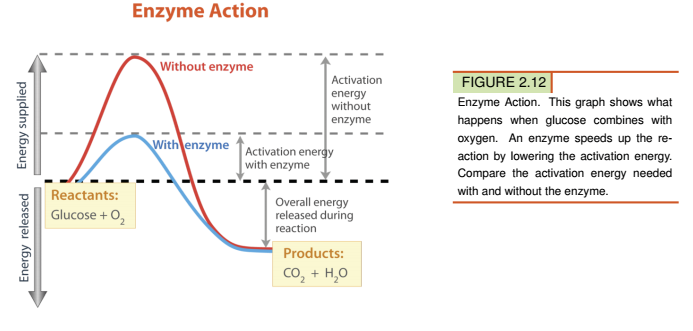 Enzyme Action
Energy supplied
Energy released
Without enzyme
With enzyme
Activation
energy
without
enzyme
Activation energy
with enzyme
Reactants:
Glucose + O2
Overall energy
released during
reaction
Products:
CO2 + H2O
FIGURE 2.12
Enzyme Action. This graph shows what
happens when glucose combines with
oxygen. An enzyme speeds up the re-
action by lowering the activation energy.
Compare the activation energy needed
with and without the enzyme.